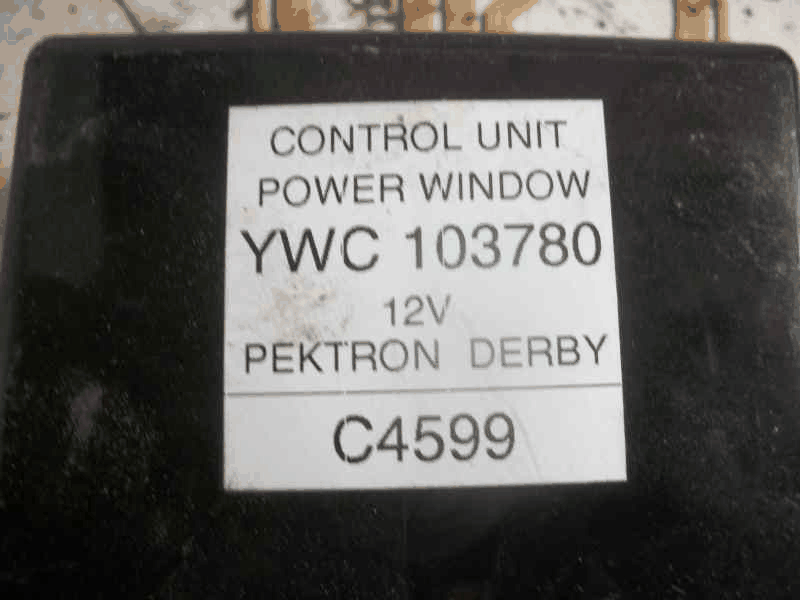 CONTROL UNIT
POWER WINDOW
YWC 103780
12V
PEKTRON DERBY
C4599